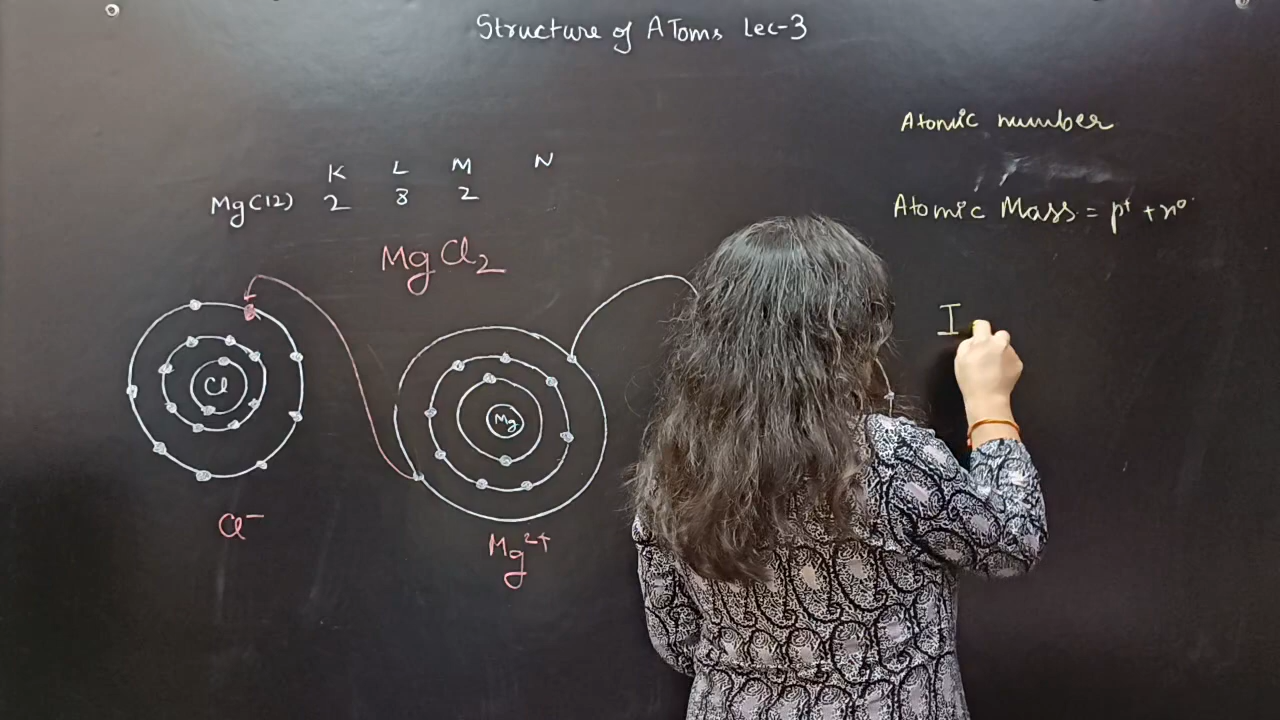 Structure of AToms Lec-3
Atomic number
K L M N
Mg(12) 2 8 2
Atomic Mass = p⁺ + n⁰
MgCl₂
I
Cl
Mg
Cl⁻
Mg²⁺